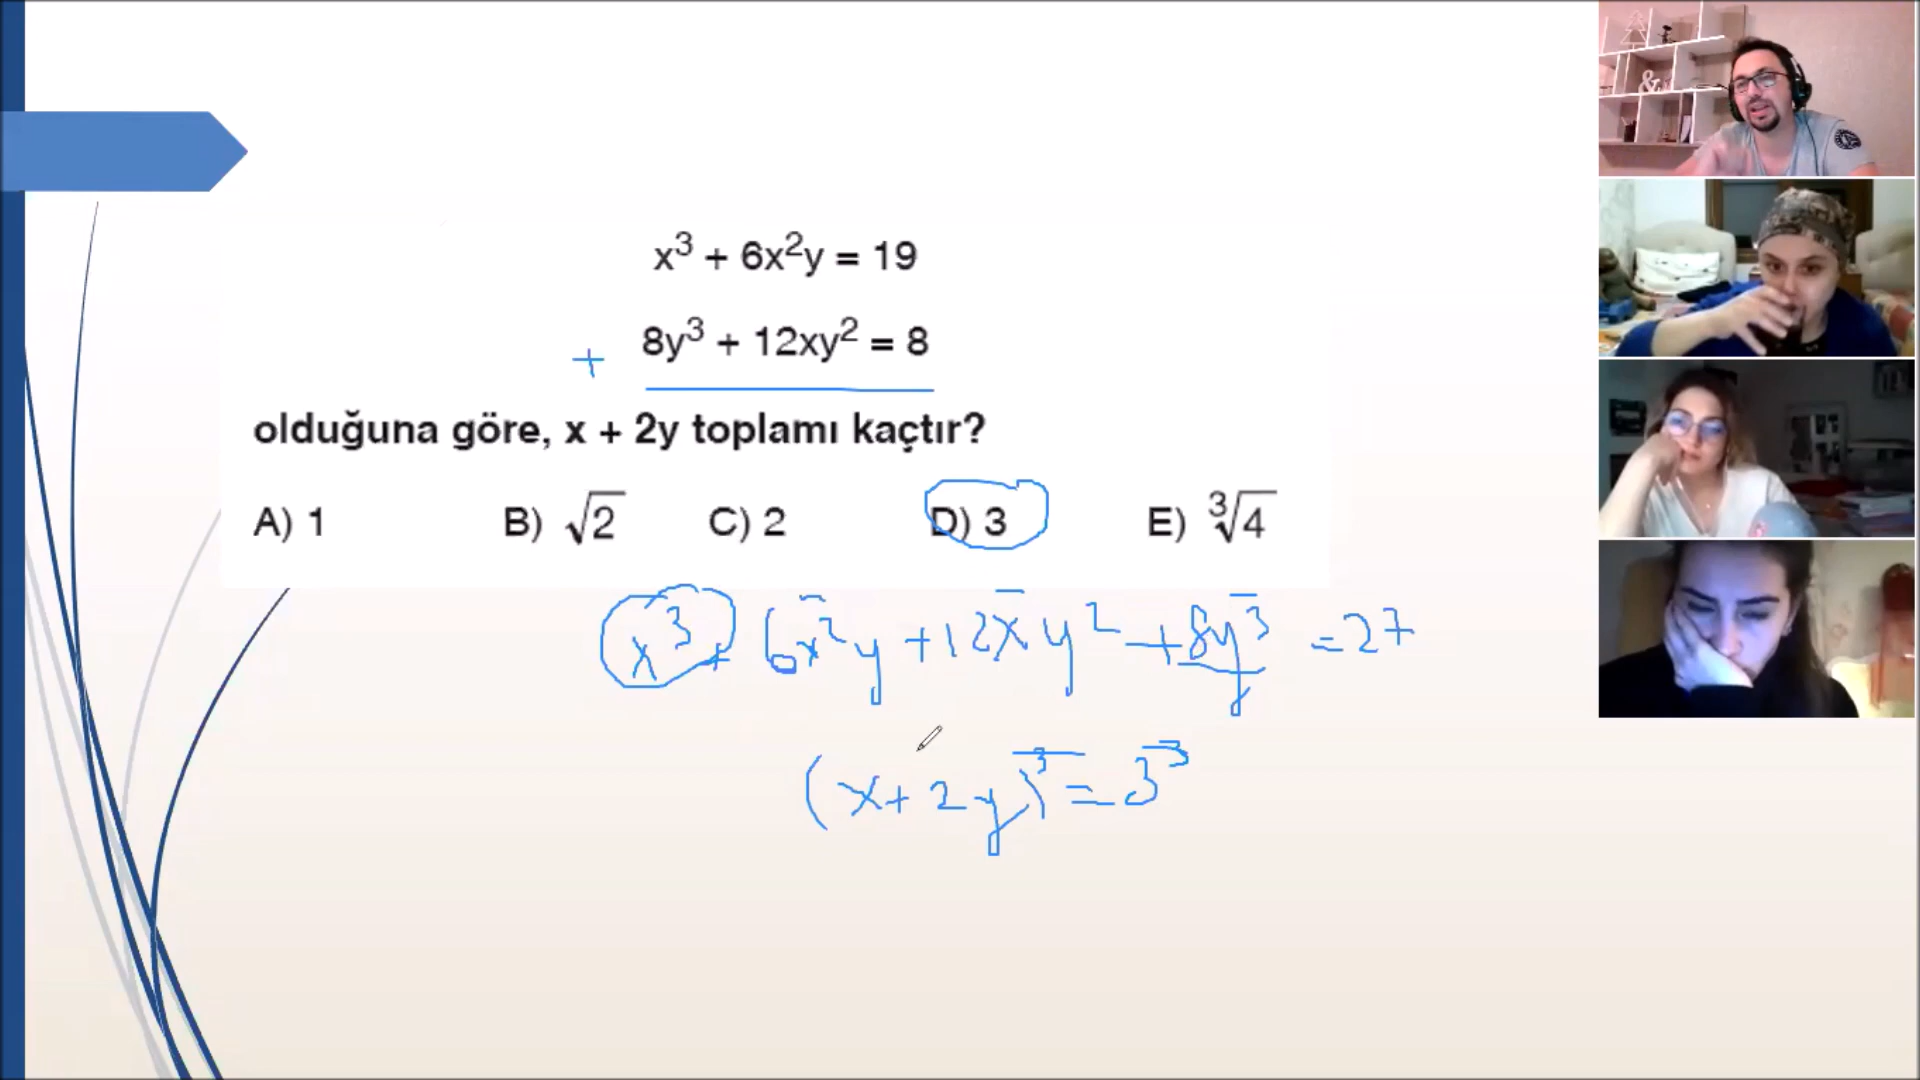 x³ + 6x²y = 19
+ 8y³ + 12xy² = 8
olduğuna göre, x + 2y toplamı kaçtır?
A) 1 B) √2 C) 2 D) 3 E) ³√4
x³ + 6x²y + 12xy² + 8y³ = 27
(x + 2y)³ = 3³
&